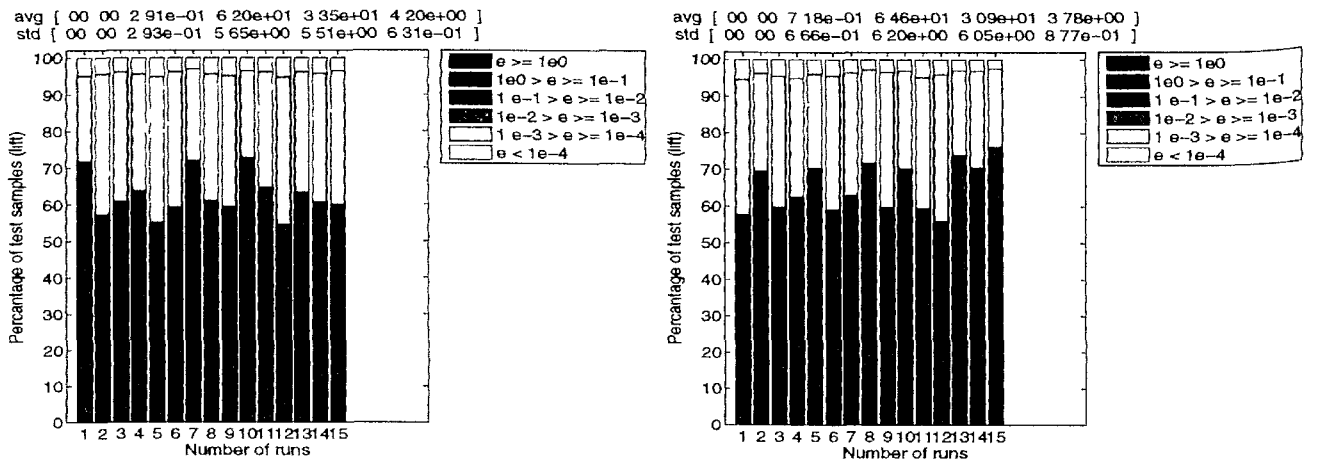 avg [ 00 00 2 91e-01 6 20e+01 3 35e+01 4 20e+00 ]
std [ 00 00 2 93e-01 5 65e+00 5 51e+00 6 31e-01 ]
e >= 1e0
1e0 > e >= 1e-1
1 e-1 > e >= 1e-2
1e-2 > e >= 1e-3
1 e-3 > e >= 1e-4
e < 1e-4
Percantage of test samples (lift)
100
90
80
70
60
50
40
30
20
10
0
1 2 3 4 5 6 7 8 9 10 11 12 13 14 15
Number of runs
avg [ 00 00 7 18e-01 6 46e+01 3 09e+01 3 78e+00 ]
std [ 00 00 6 66e-01 6 20e+00 6 05e+00 8 77e-01 ]
e >= 1e0
1e0 > e >= 1e-1
1 e-1 > e >= 1e-2
1e-2 > e >= 1e-3
1 e-3 > e >= 1e-4
e < 1e-4
Percantage of test samples (lift)
100
90
80
70
60
50
40
30
20
10
0
1 2 3 4 5 6 7 8 9 10 11 12 13 14 15
Number of runs